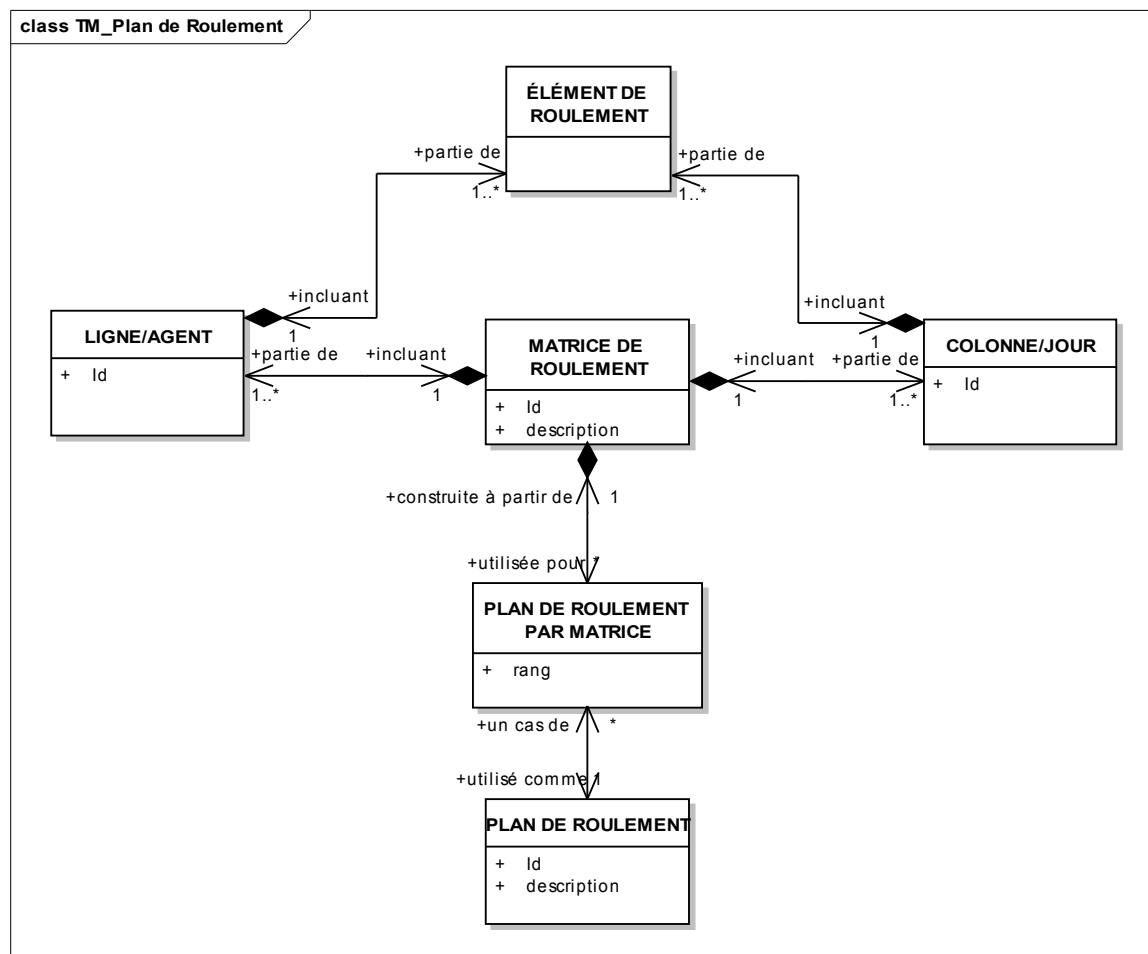 class TM_Plan de Roulement
ÉLÉMENT DE
ROULEMENT
+partie de
+partie de
1..*
1..*
+incluant
+incluant
1
1
LIGNE/AGENT
+ Id
+partie de
+incluant
1..*
1
MATRICE DE
ROULEMENT
+ Id
+ description
+incluant
+partie de
1
1..*
COLONNE/JOUR
+ Id
+construite à partir de
1
+utilisée pour
*
PLAN DE ROULEMENT
PAR MATRICE
+ rang
+un cas de
*
+utilisé comme
1
PLAN DE ROULEMENT
+ Id
+ description